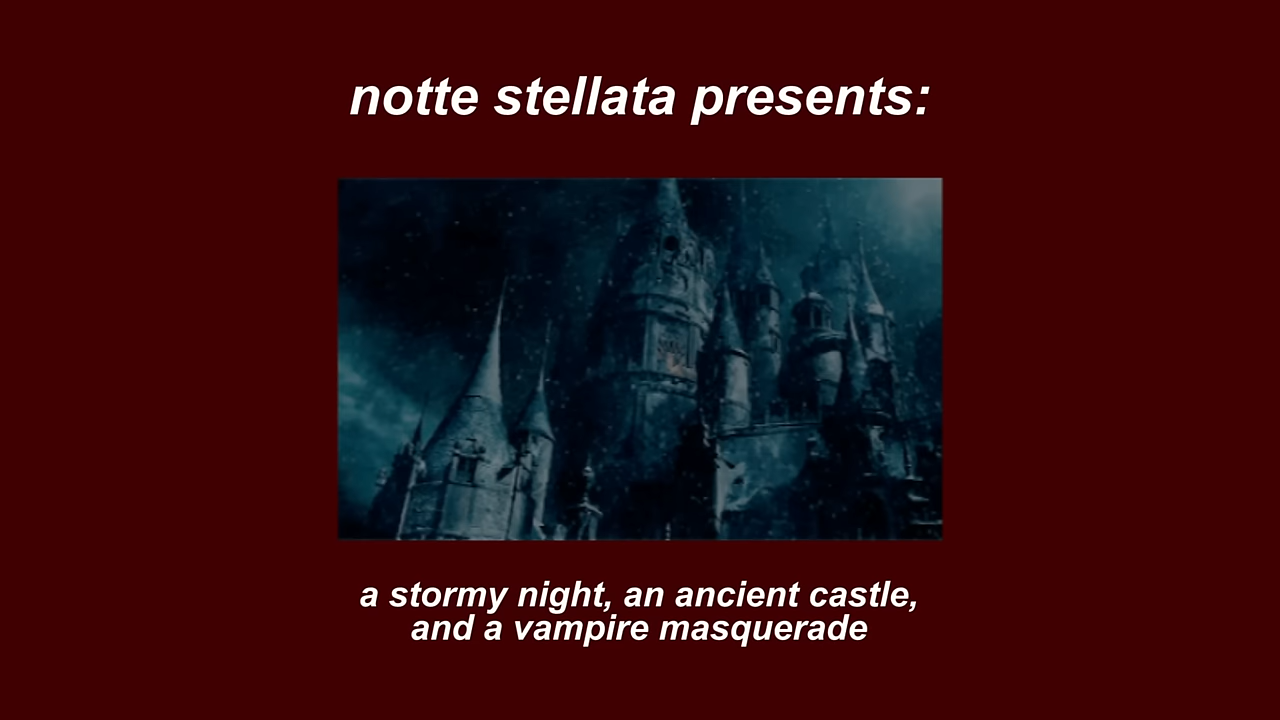 notte stellata presents:
a stormy night, an ancient castle,
and a vampire masquerade